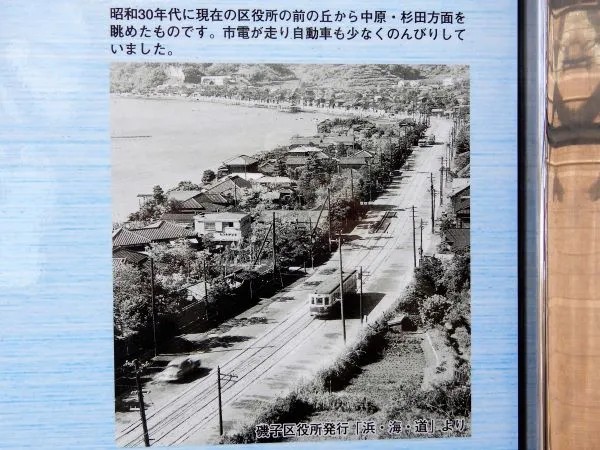 昭和30年代に現在の区役所の前の丘から中原・杉田方面を
眺めたものです。市電が走り自動車も少なくのんびりして
いました。
磯子区役所発行「浜・海・道」より